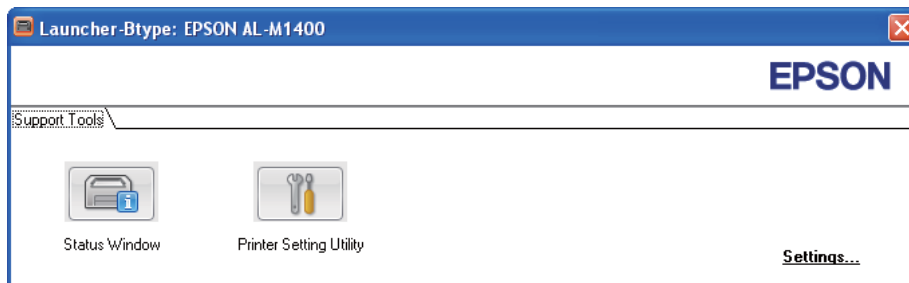 Launcher-Btype: EPSON AL-M1400
EPSON
Support Tools
Status Window
Printer Setting Utility
Settings...